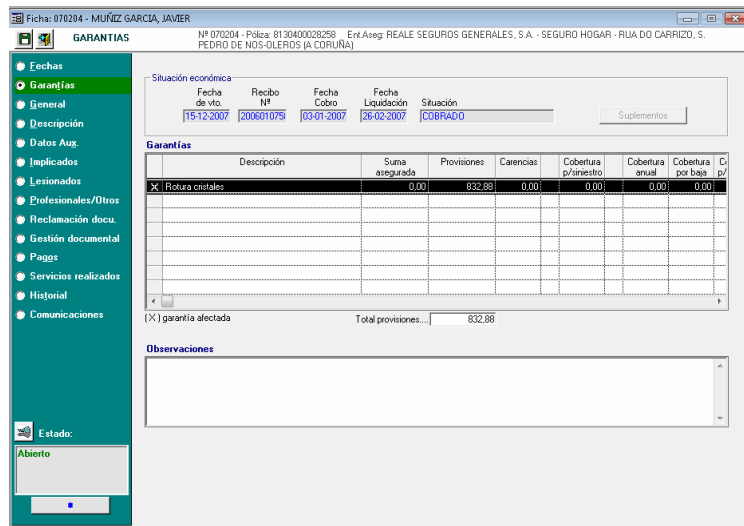 Ficha: 070204 - MUÑIZ GARCIA, JAVIER
GARANTIAS
Nº 070204 - Póliza: 8130400028258 Ent.Aseg: REALE SEGUROS GENERALES, S.A. - SEGURO HOGAR - RUA DO CARRIZO, S.
PEDRO DE NOS-OLEROS (A CORUÑA)
Fechas
Garantías
General
Descripción
Datos Aux.
Implicados
Lesionados
Profesionales/Otros
Reclamación docu.
Gestión documental
Pagos
Servicios realizados
Historial
Comunicaciones
Estado:
Abierto
*
Situación económica
Fecha de vto. Recibo Nº Fecha Cobro Fecha Liquidación Situación
15-12-2007 200601075 03-01-2007 26-02-2007 COBRADO
Suplementos
Garantías
Descripción Suma asegurada Provisiones Carencias Cobertura p/siniestro Cobertura anual Cobertura por baja
X Rotura cristales 0,00 832,88 0,00 0,00 0,00 0,00
( X ) garantía afectada Total provisiones.... 832,88
Observaciones